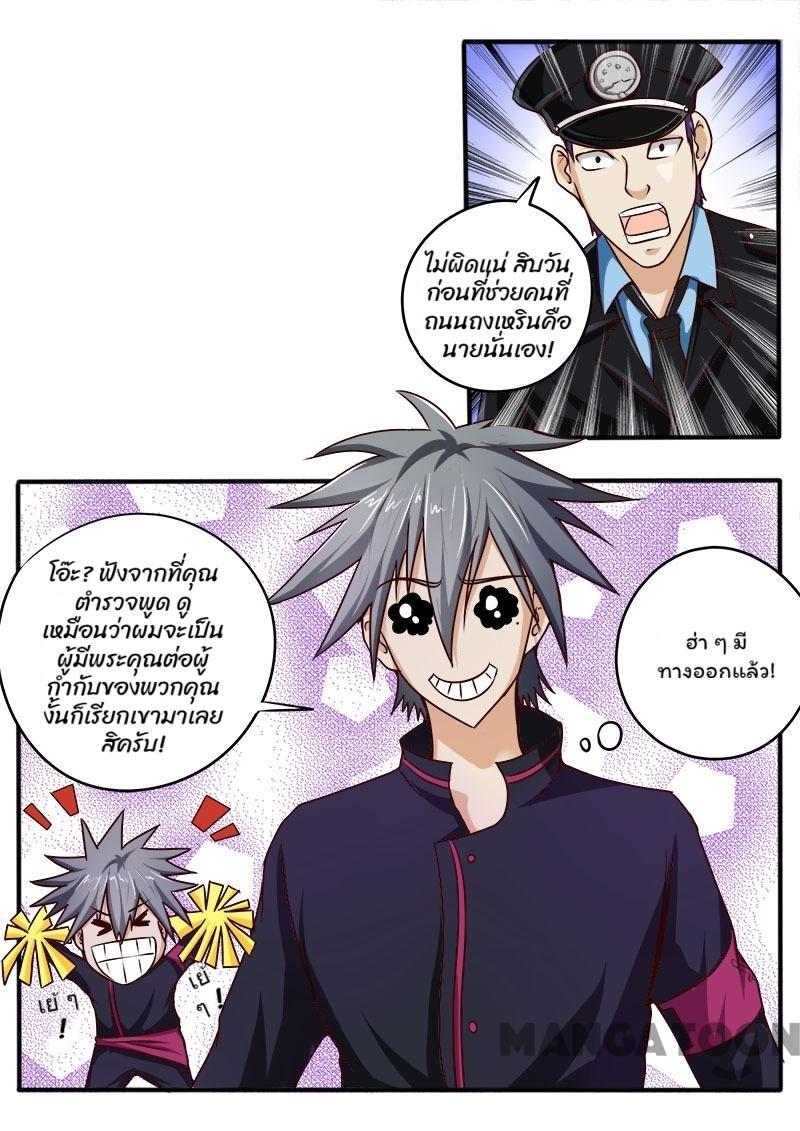 ไม่ผิดแน่ สิบวัน
ก่อนที่ช่วยคนที่
ถนนถงเหรินคือ
นายนั่นเอง!
โอ๊ะ? ฟังจากที่คุณ
ตำรวจพูด ดู
เหมือนว่าผมจะเป็น
ผู้มีพระคุณต่อผู้
กำกับของพวกคุณ
งั้นก็เรียกเขามาเลย
สิครับ!
ฮ่า ๆ มี
ทางออกแล้ว!
เย้ ๆ
!
เย้
ๆ !
MANGATOON